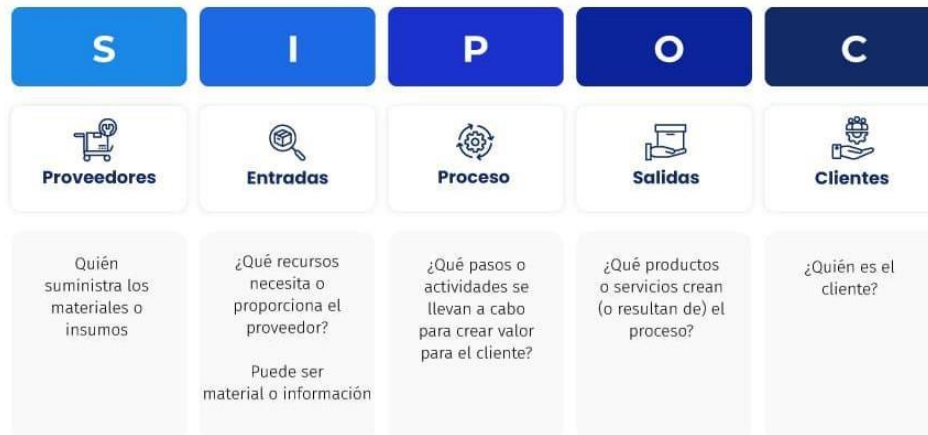 S
I
P
O
C
Proveedores
Entradas
Proceso
Salidas
Clientes
Quién
suministra los
materiales o
insumos
¿Qué recursos
necesita o
proporciona el
proveedor?
Puede ser
material o información
¿Qué pasos o
actividades se
llevan a cabo
para crear valor
para el cliente?
¿Qué productos
o servicios crean
(o resultan de) el
proceso?
¿Quién es el
cliente?